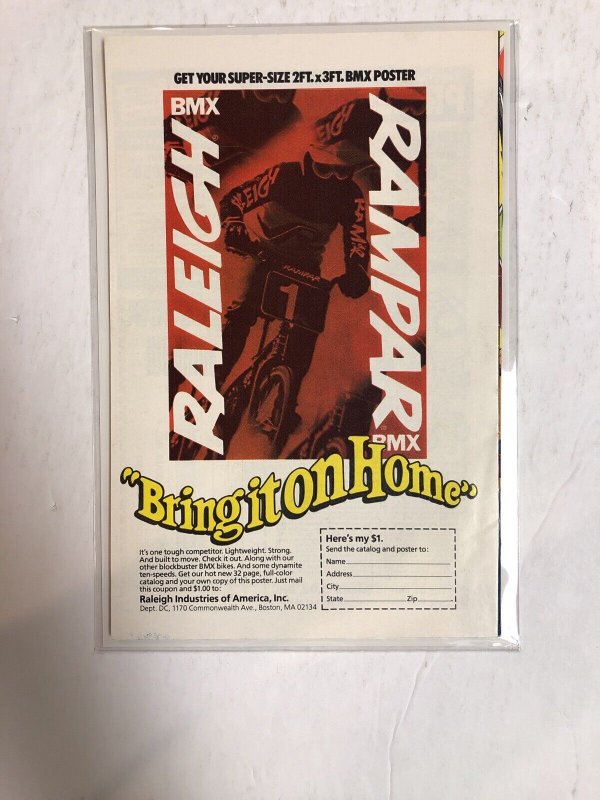 GET YOUR SUPER-SIZE 2FT. x 3FT. BMX POSTER
BMX
RALEIGH
RAMPAR
BMX
RALEIGH
RAMPAR
RAMPAR
1
"Bring it on Home"
It's one tough competitor. Lightweight. Strong.
And built to move. Check it out. Along with our
other blockbuster BMX bikes. And some dynamite
ten-speeds. Get our hot new 32 page, full-color
catalog and your own copy of this poster. Just mail
this coupon and $1.00 to:
Raleigh Industries of America, Inc.
Dept. DC, 1170 Commonwealth Ave., Boston, MA 02134
Here's my $1.
Send the catalog and poster to:
Name
Address
City
State Zip